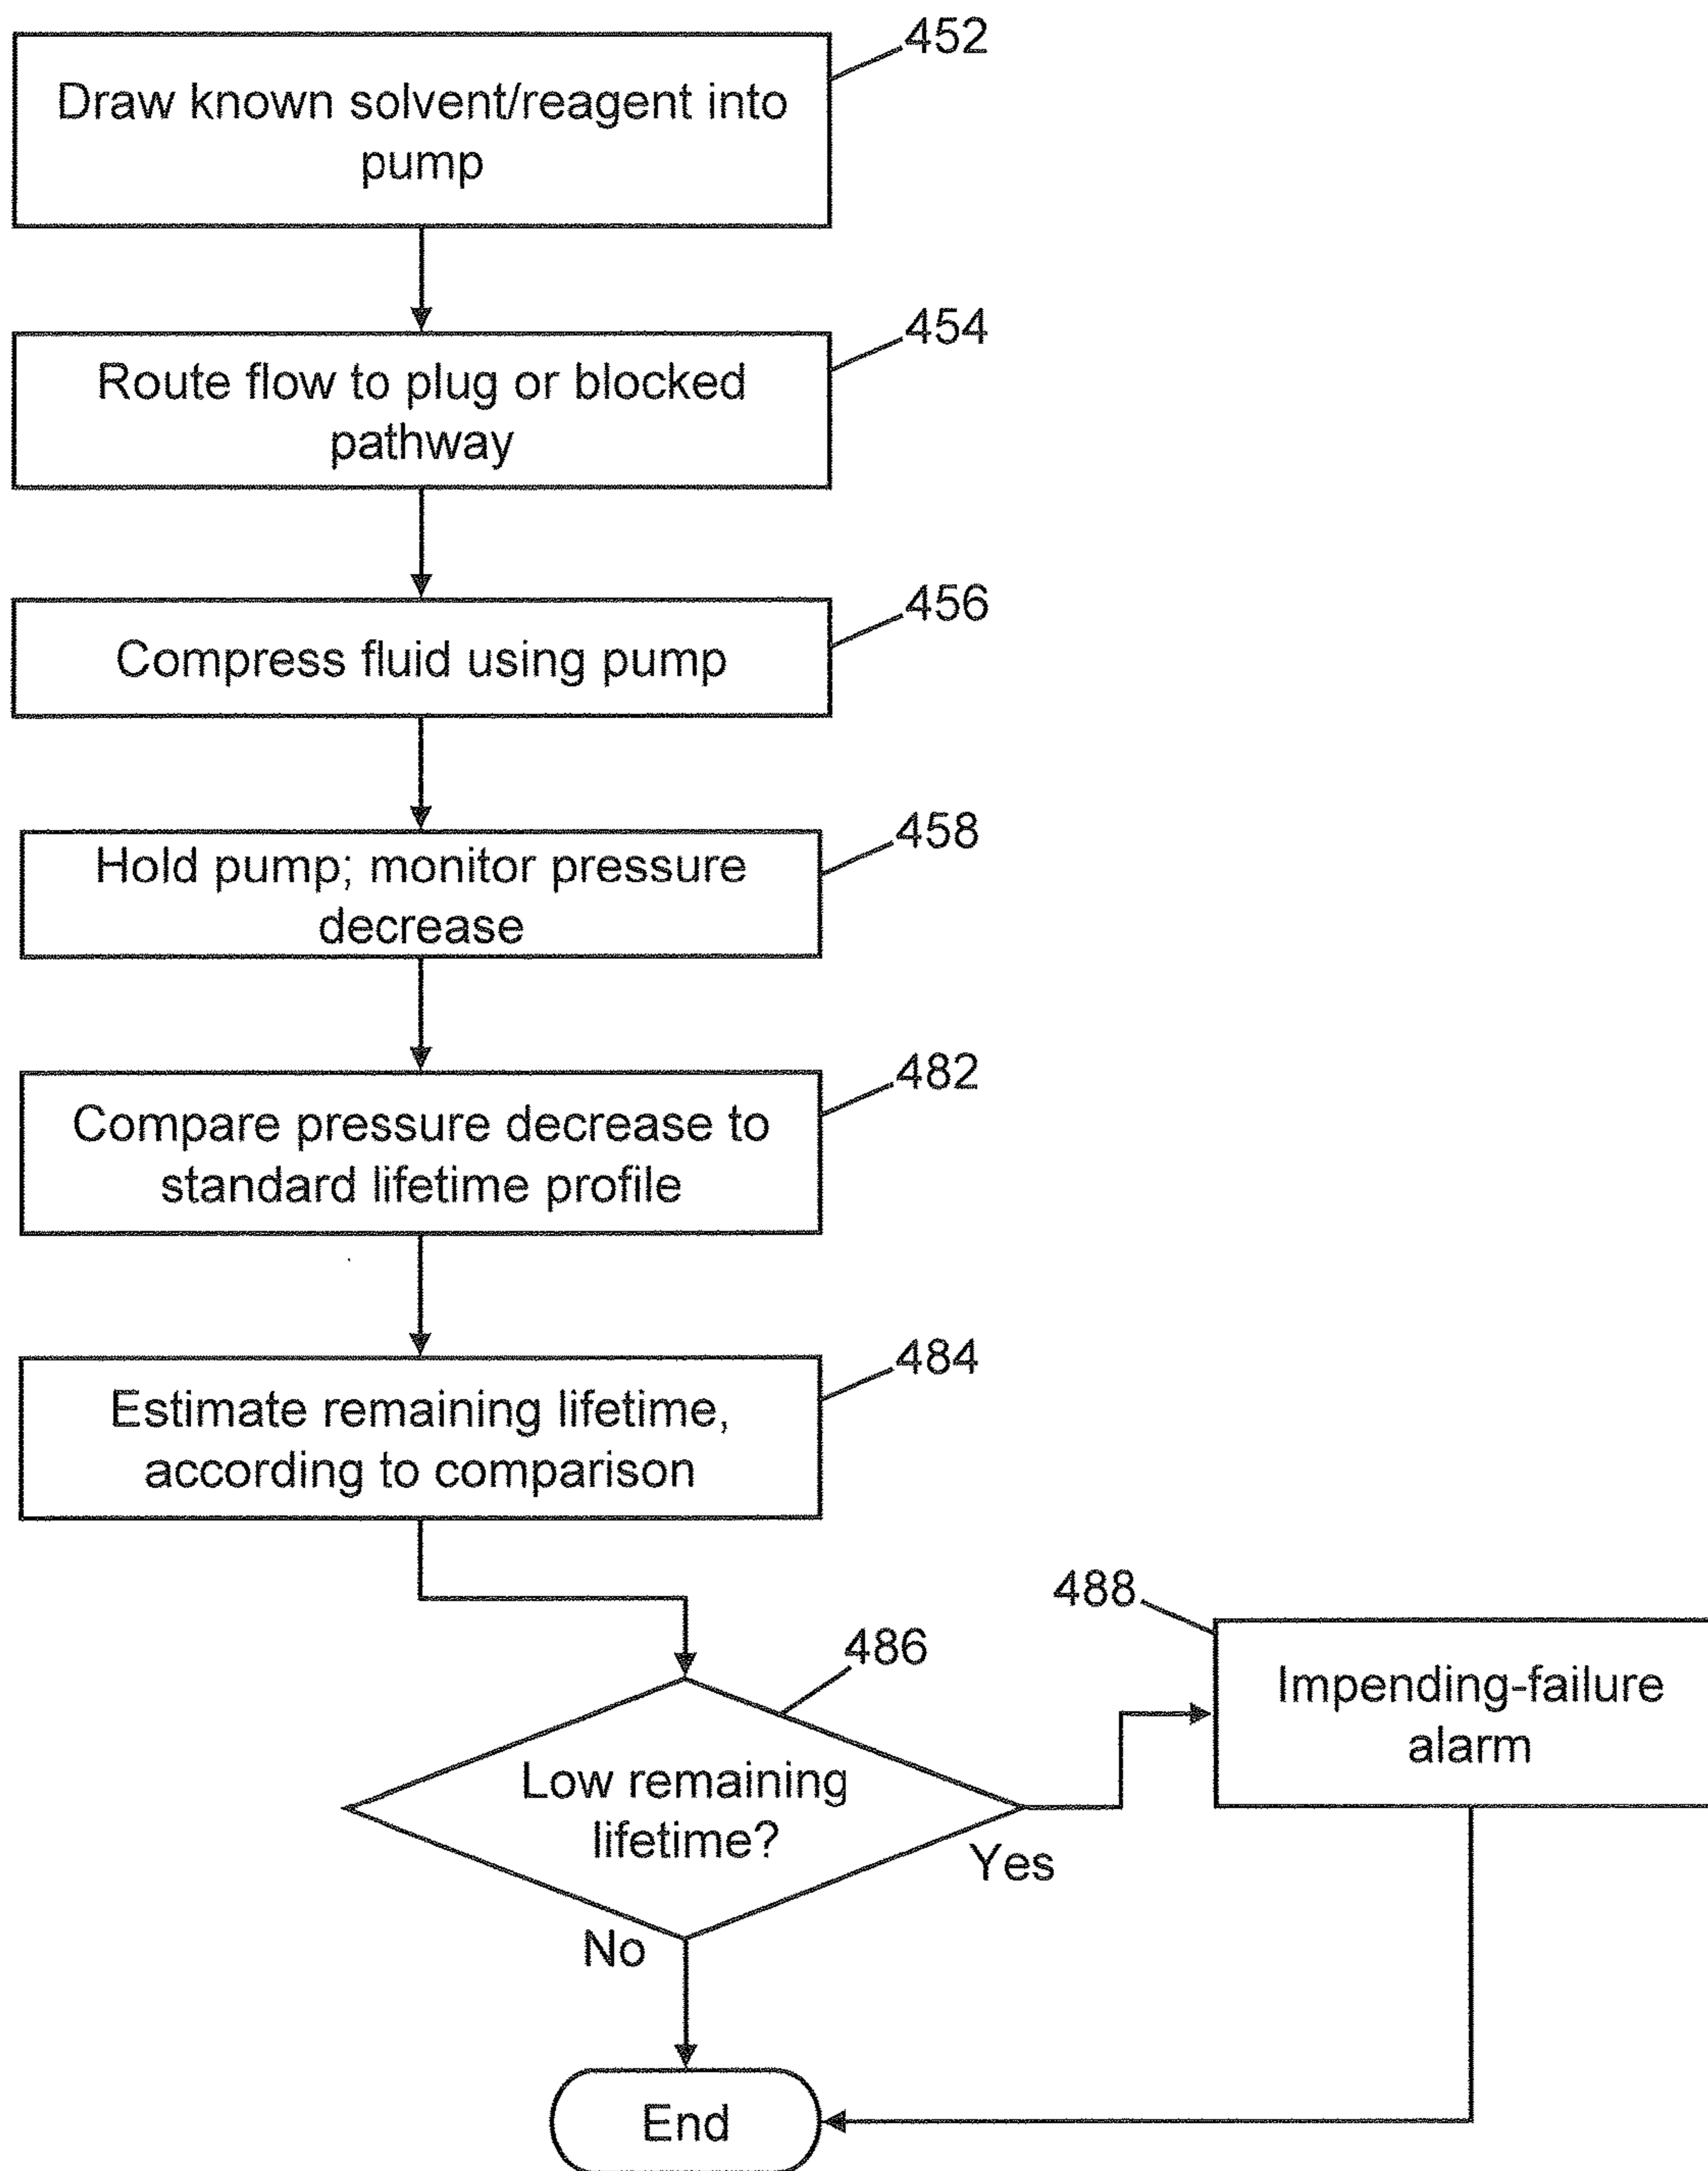 452
Draw known solvent/reagent into
pump
454
Route flow to plug or blocked
pathway
456
Compress fluid using pump
458
Hold pump; monitor pressure
decrease
482
Compare pressure decrease to
standard lifetime profile
484
Estimate remaining lifetime,
according to comparison
488
486
Impending-failure
alarm
Low remaining
lifetime?
Yes
No
End